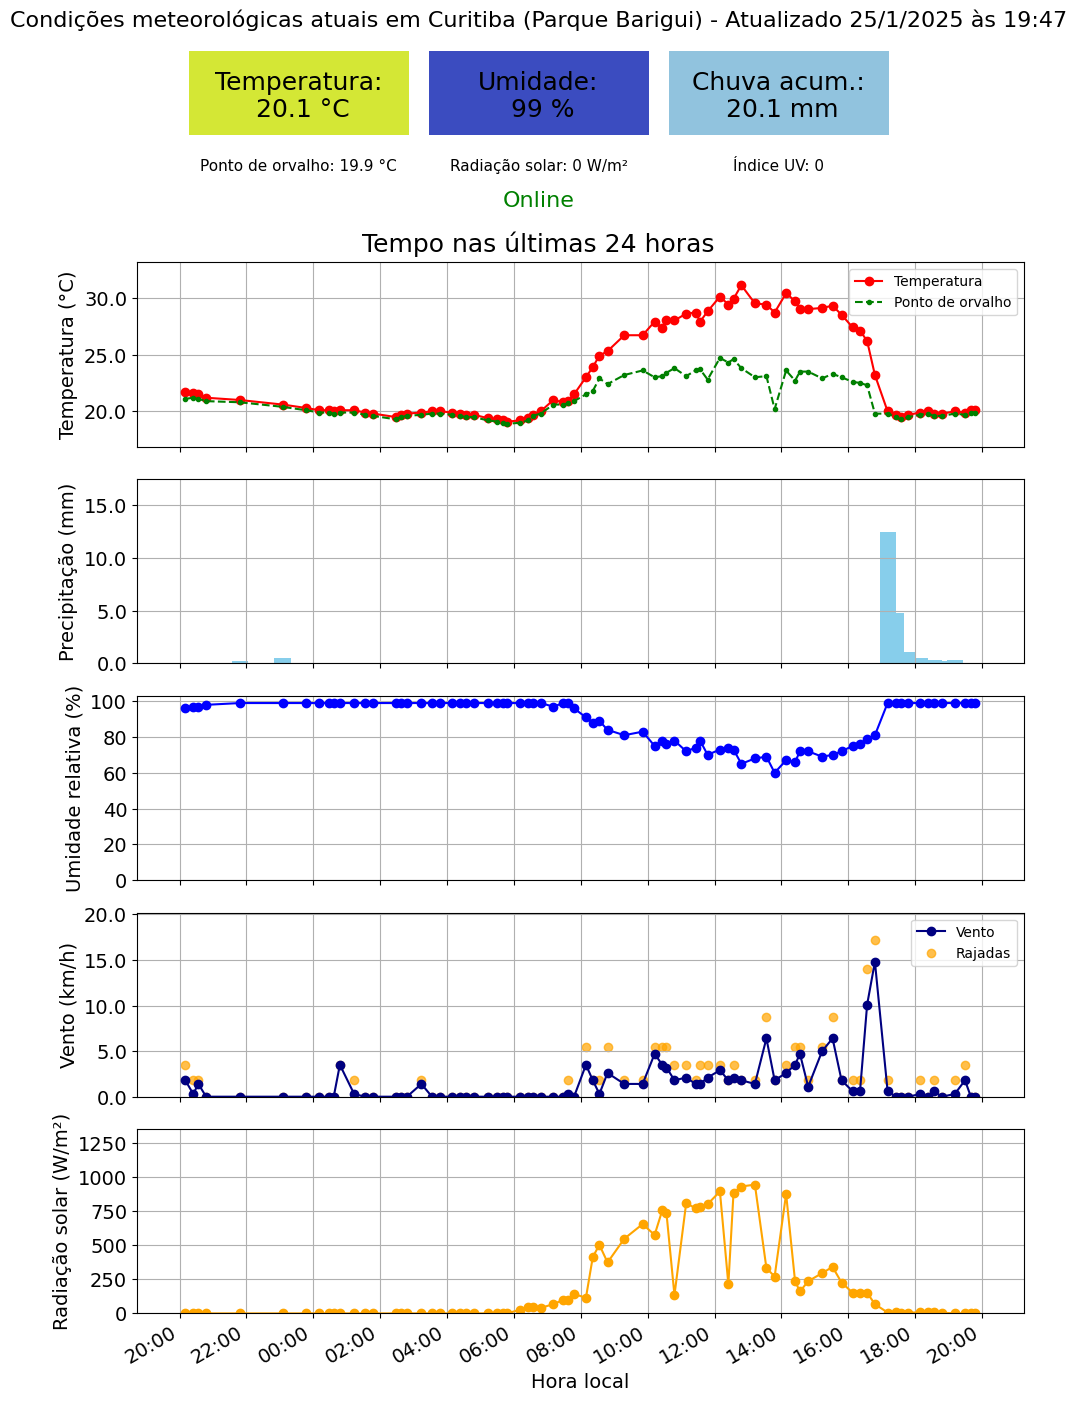 Condições meteorológicas atuais em Curitiba (Parque Barigui) - Atualizado 25/1/2025 às 19:47
Temperatura:
20.1 °C
Umidade:
99 %
Chuva acum.:
20.1 mm
Ponto de orvalho: 19.9 °C
Radiação solar: 0 W/m²
Índice UV: 0
Online
Tempo nas últimas 24 horas
Temperatura (°C)
30.0
25.0
20.0
Temperatura
Ponto de orvalho
Precipitação (mm)
15.0
10.0
5.0
0.0
Umidade relativa (%)
100
80
60
40
20
0
Vento (km/h)
20.0
15.0
10.0
5.0
0.0
Vento
Rajadas
Radiação solar (W/m²)
1250
1000
750
500
250
0
20:00
22:00
00:00
02:00
04:00
06:00
08:00
10:00
12:00
14:00
16:00
18:00
20:00
Hora local